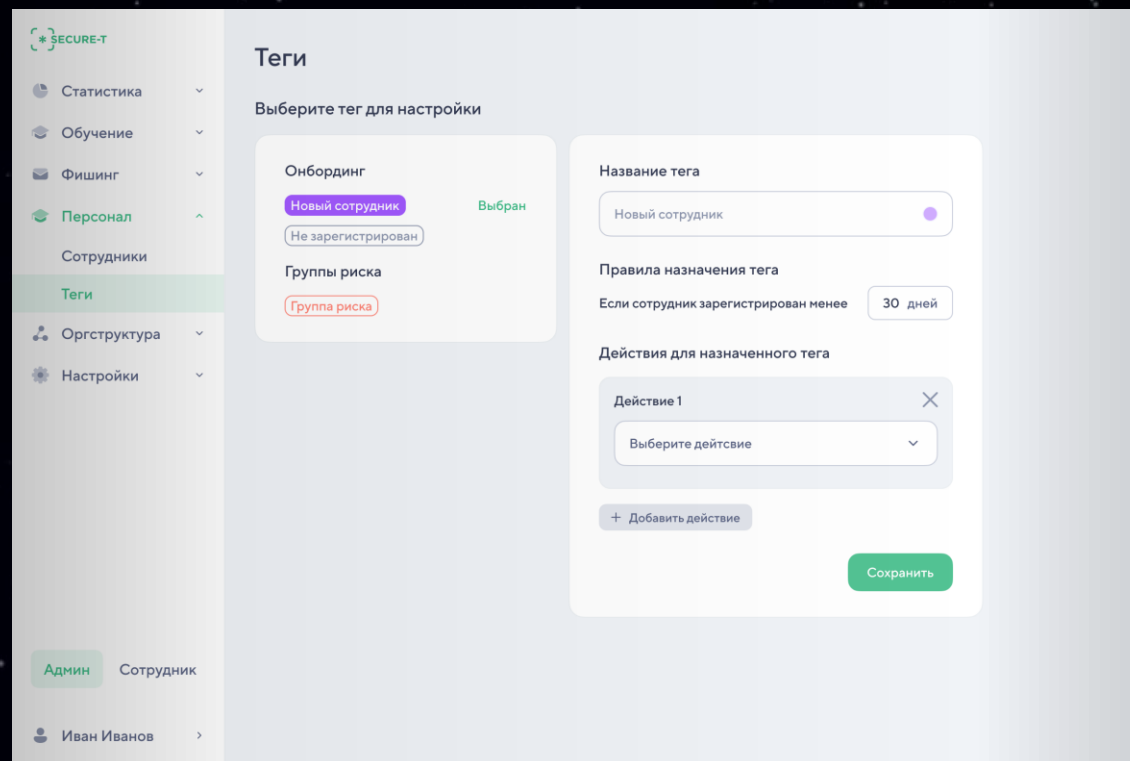 SECURE-T
Статистика
Обучение
Фишинг
Персонал
Сотрудники
Теги
Оргструктура
Настройки
Админ Сотрудник
Иван Иванов
Теги
Выберите тег для настройки
Онбординг
Новый сотрудник Выбран
Не зарегистрирован
Группы риска
Группа риска
Название тега
Новый сотрудник
Правила назначения тега
Если сотрудник зарегистрирован менее 30 дней
Действия для назначенного тега
Действие 1
Выберите дейтсвие
+ Добавить действие
Сохранить